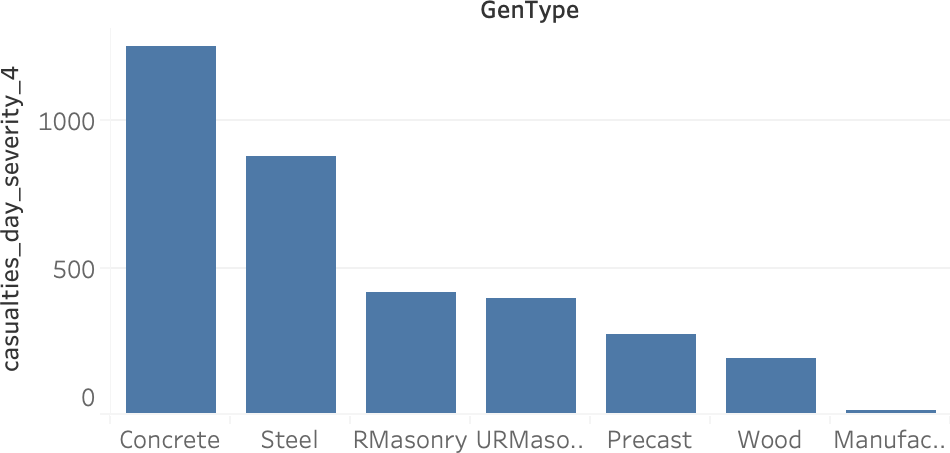 GenType
casualties_day_severity_4
1000
500
0
Concrete
Steel
RMasonry
URMaso..
Precast
Wood
Manufac..